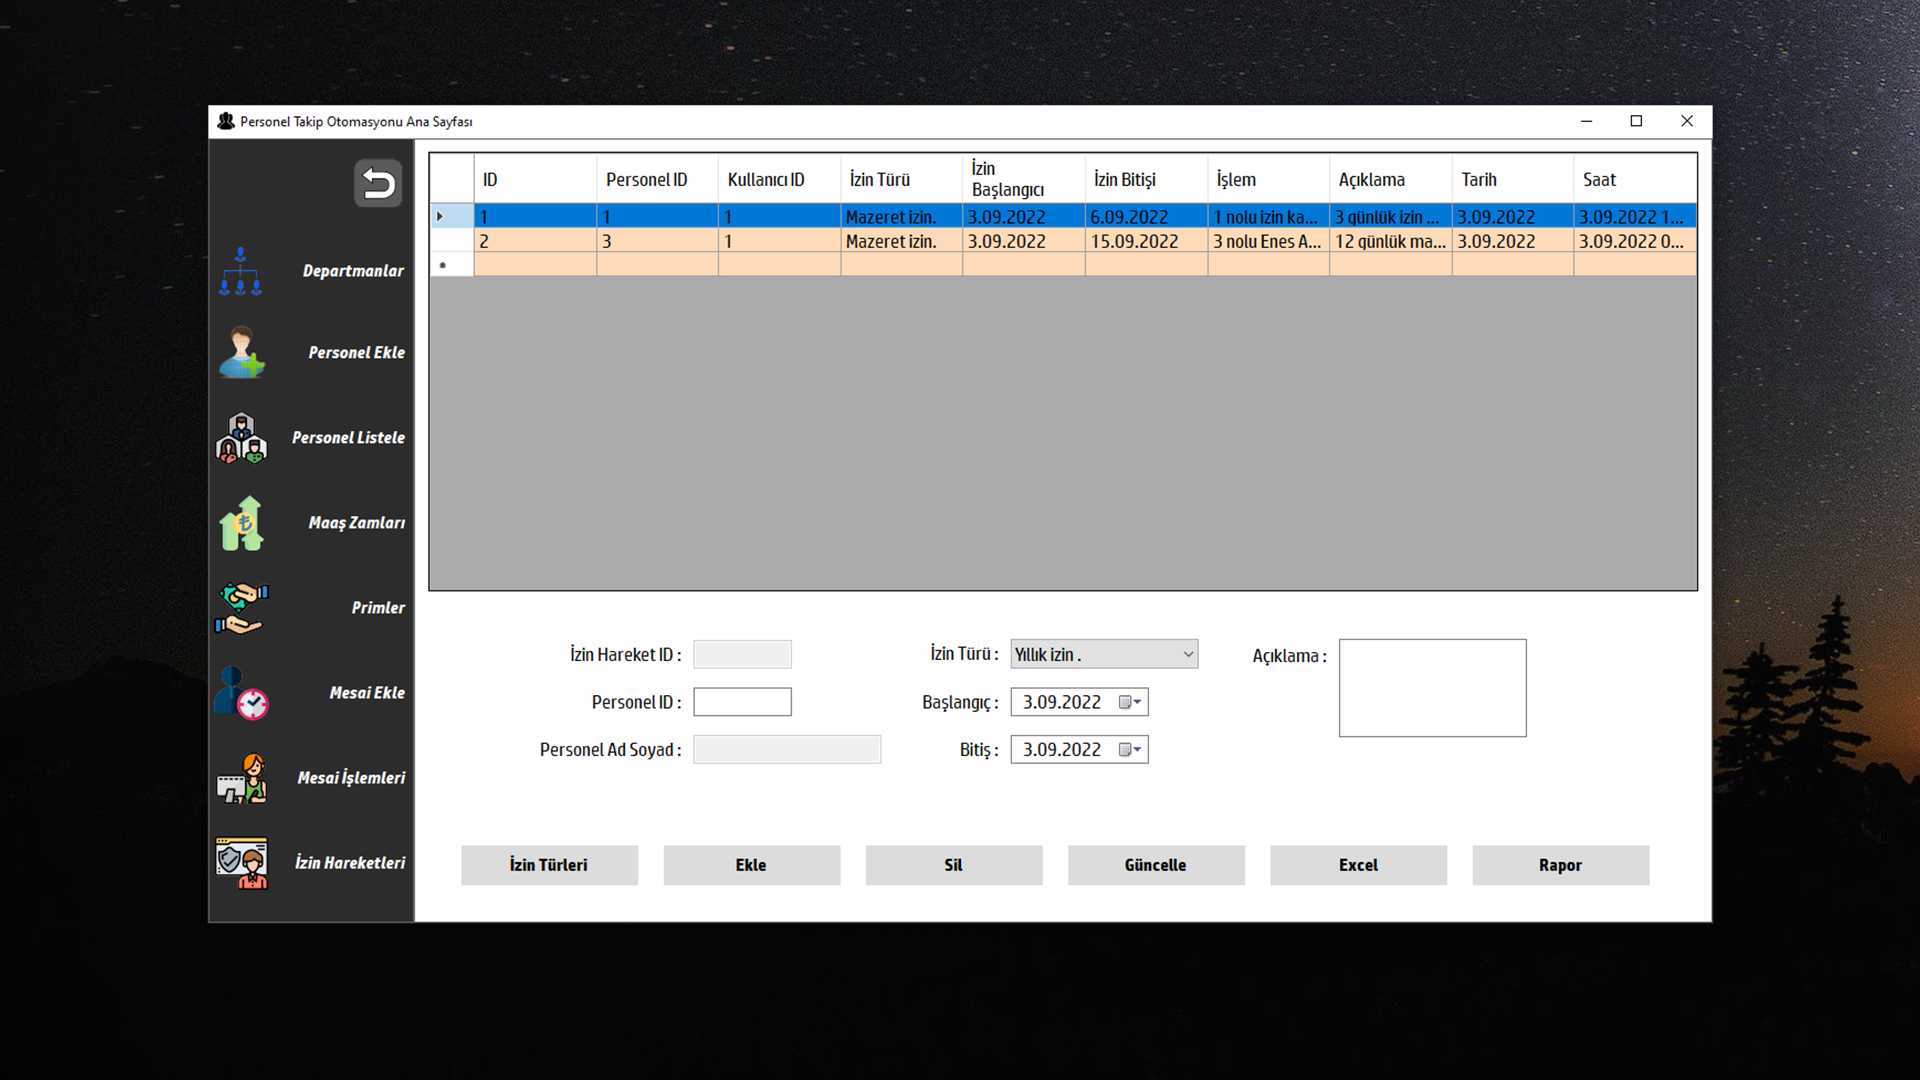 Personel Takip Otomasyonu Ana Sayfası
Departmanlar
Personel Ekle
Personel Listele
Maaş Zamları
Primler
Mesai Ekle
Mesai İşlemleri
İzin Hareketleri
ID Personel ID Kullanıcı ID İzin Türü İzin Başlangıcı İzin Bitişi İşlem Açıklama Tarih Saat
1 1 1 Mazeret izin. 3.09.2022 6.09.2022 1 nolu izin ka... 3 günlük izin ... 3.09.2022 3.09.2022 1...
2 3 1 Mazeret izin. 3.09.2022 15.09.2022 3 nolu Enes A... 12 günlük ma... 3.09.2022 3.09.2022 0...
İzin Hareket ID :
Personel ID :
Personel Ad Soyad :
İzin Türü : Yıllık izin .
Başlangıç : 3.09.2022
Bitiş : 3.09.2022
Açıklama :
İzin Türleri Ekle Sil Güncelle Excel Rapor